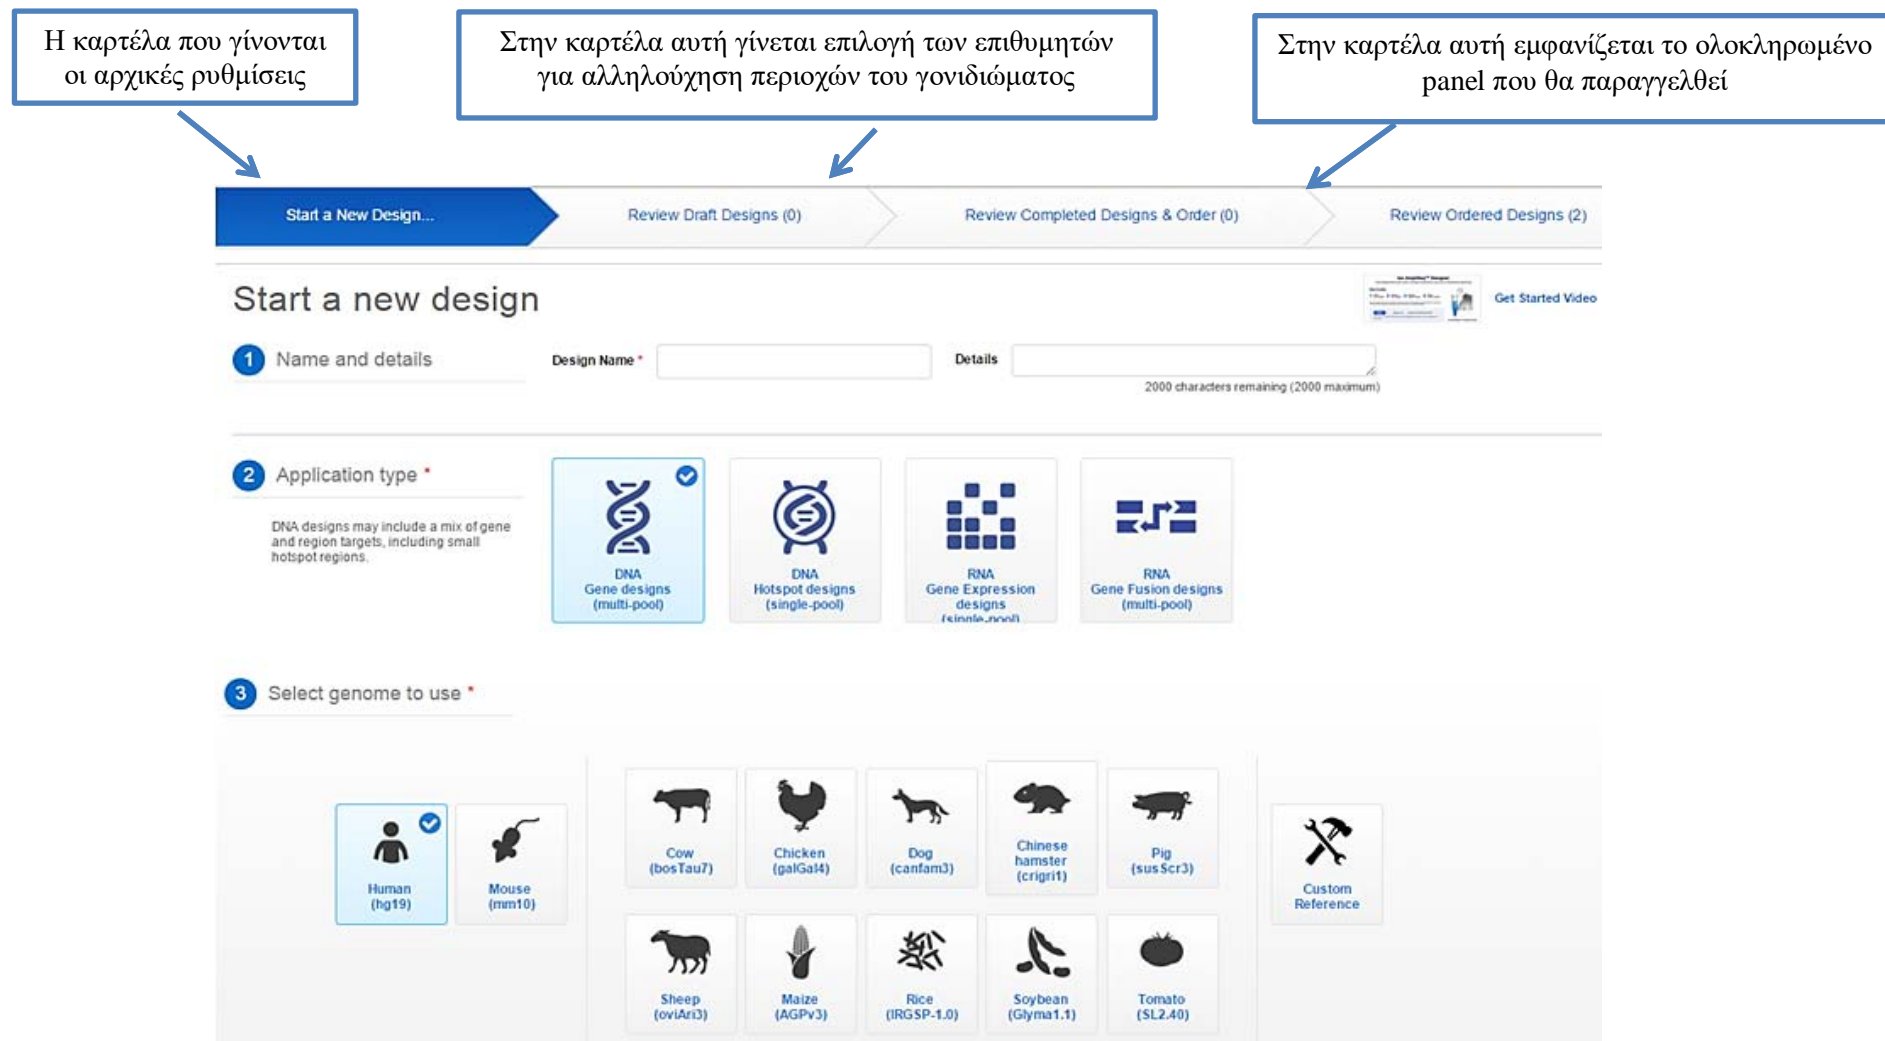 Η καρτέλα που γίνονται
οι αρχικές ρυθμίσεις
Στην καρτέλα αυτή γίνεται επιλογή των επιθυμητών
για αλληλούχηση περιοχών του γονιδιώματος
Στην καρτέλα αυτή εμφανίζεται το ολοκληρωμένο
panel που θα παραγγελθεί
Start a New Design...
Review Draft Designs (0)
Review Completed Designs & Order (0)
Review Ordered Designs (2)
Start a new design
Get Started Video
1 Name and details
Design Name *
Details
2000 characters remaining (2000 maximum)
2 Application type *
DNA designs may include a mix of gene
and region targets, including small
hotspot regions.
DNA
Gene designs
(multi-pool)
DNA
Hotspot designs
(single-pool)
RNA
Gene Expression
designs
(single-pool)
RNA
Gene Fusion designs
(multi-pool)
3 Select genome to use *
Human
(hg19)
Mouse
(mm10)
Cow
(bosTau7)
Chicken
(galGal4)
Dog
(canfam3)
Chinese
hamster
(crigri1)
Pig
(susScr3)
Custom
Reference
Sheep
(oviAri3)
Maize
(AGPv3)
Rice
(IRGSP-1.0)
Soybean
(Glyma1.1)
Tomato
(SL2.40)